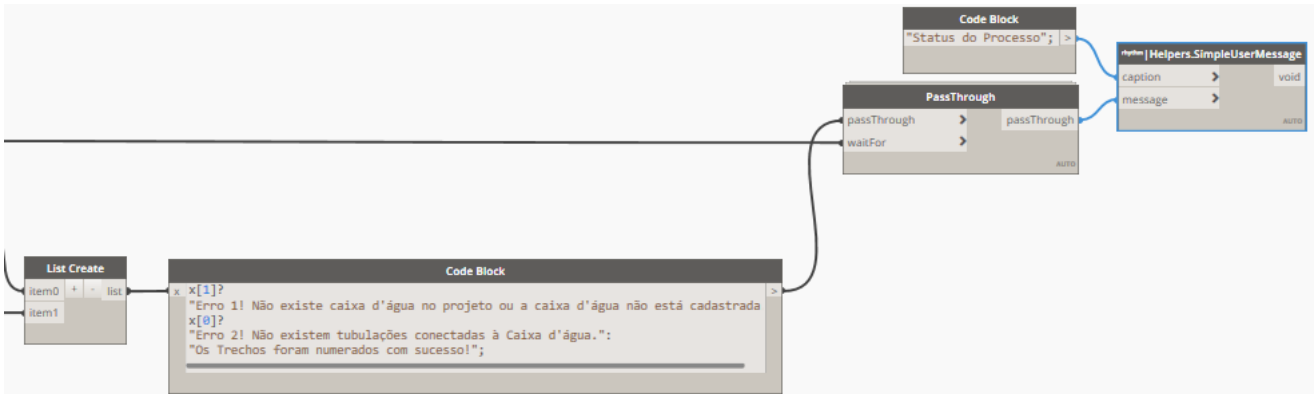 Code Block
"Status do Processo"; >
rhythm|Helpers.SimpleUserMessage
caption > void
message >
AUTO
PassThrough
passThrough > passThrough
waitFor >
AUTO
List Create
item0 + - list
item1
Code Block
x x[1]? >
"Erro 1! Não existe caixa d'água no projeto ou a caixa d'água não está cadastrada
x[0]?
"Erro 2! Não existem tubulações conectadas à Caixa d'água.":
"Os Trechos foram numerados com sucesso!";